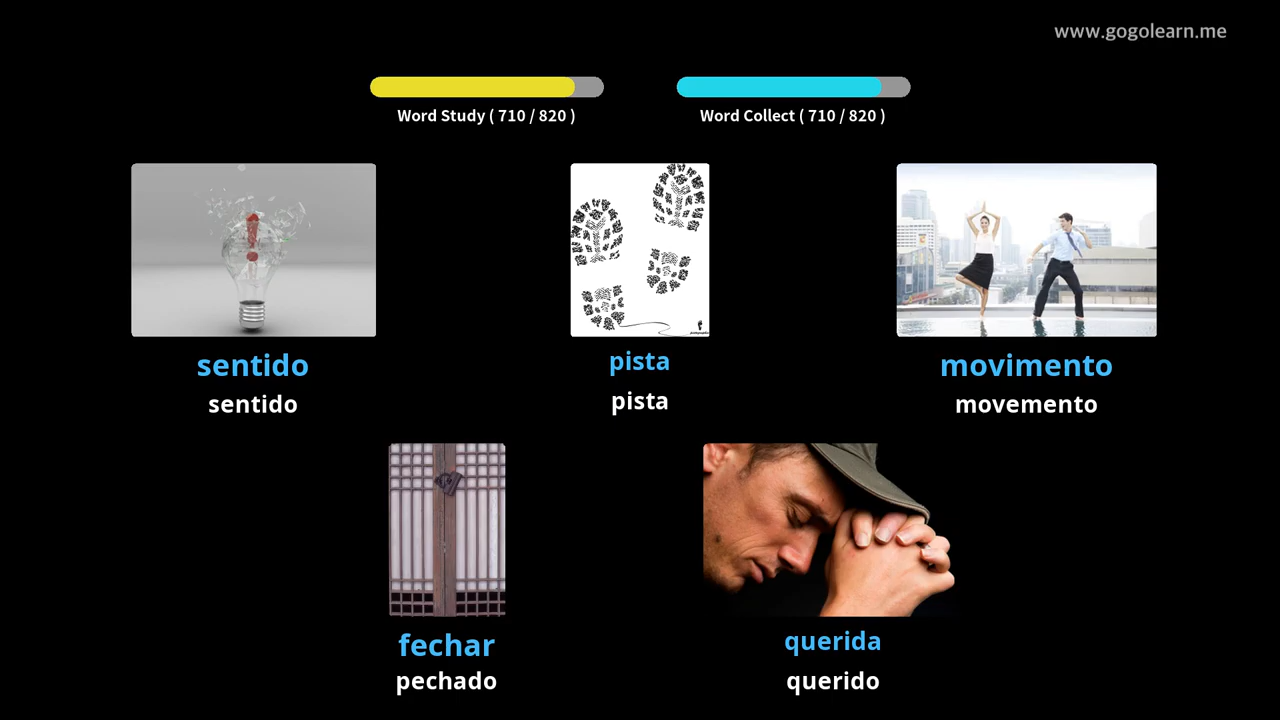 www.gogolearn.me
Word Study ( 710 / 820 )
Word Collect ( 710 / 820 )
sentido
sentido
pista
pista
movimento
movemento
fechar
pechado
querida
querido